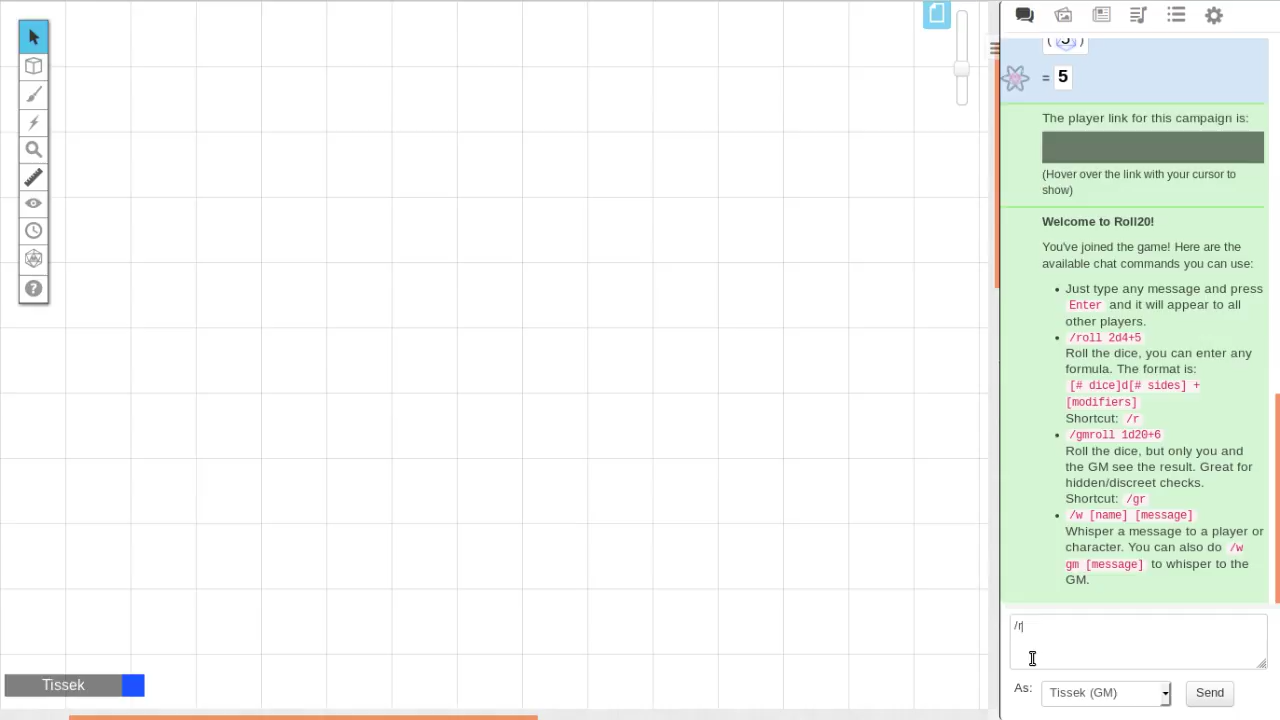 ( 5 )
= 5
The player link for this campaign is:
(Hover over the link with your cursor to
show)
Welcome to Roll20!
You've joined the game! Here are the
available chat commands you can use:
• Just type any message and press
Enter and it will appear to all
other players.
• /roll 2d4+5
Roll the dice, you can enter any
formula. The format is:
[# dice]d[# sides] +
[modifiers]
Shortcut: /r
• /gmroll 1d20+6
Roll the dice, but only you and
the GM see the result. Great for
hidden/discreet checks.
Shortcut: /gr
• /w [name] [message]
Whisper a message to a player or
character. You can also do /w
gm [message] to whisper to the
GM.
/r
As: Tissek (GM) Send
Tissek